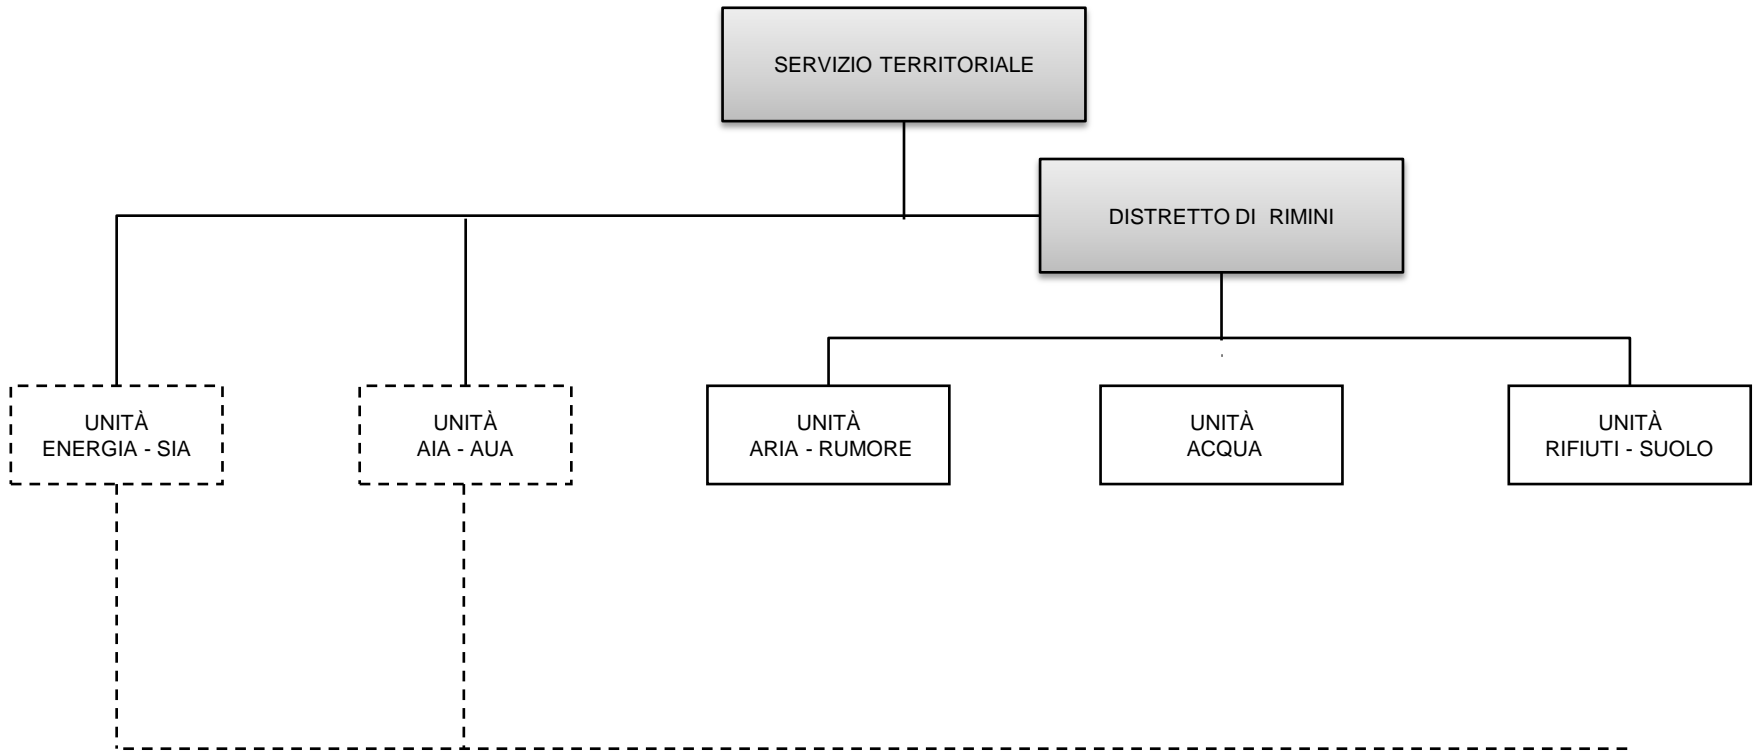 SERVIZIO TERRITORIALE
DISTRETTO DI RIMINI
UNITÀ
ENERGIA - SIA
UNITÀ
AIA - AUA
UNITÀ
ARIA - RUMORE
UNITÀ
ACQUA
UNITÀ
RIFIUTI - SUOLO